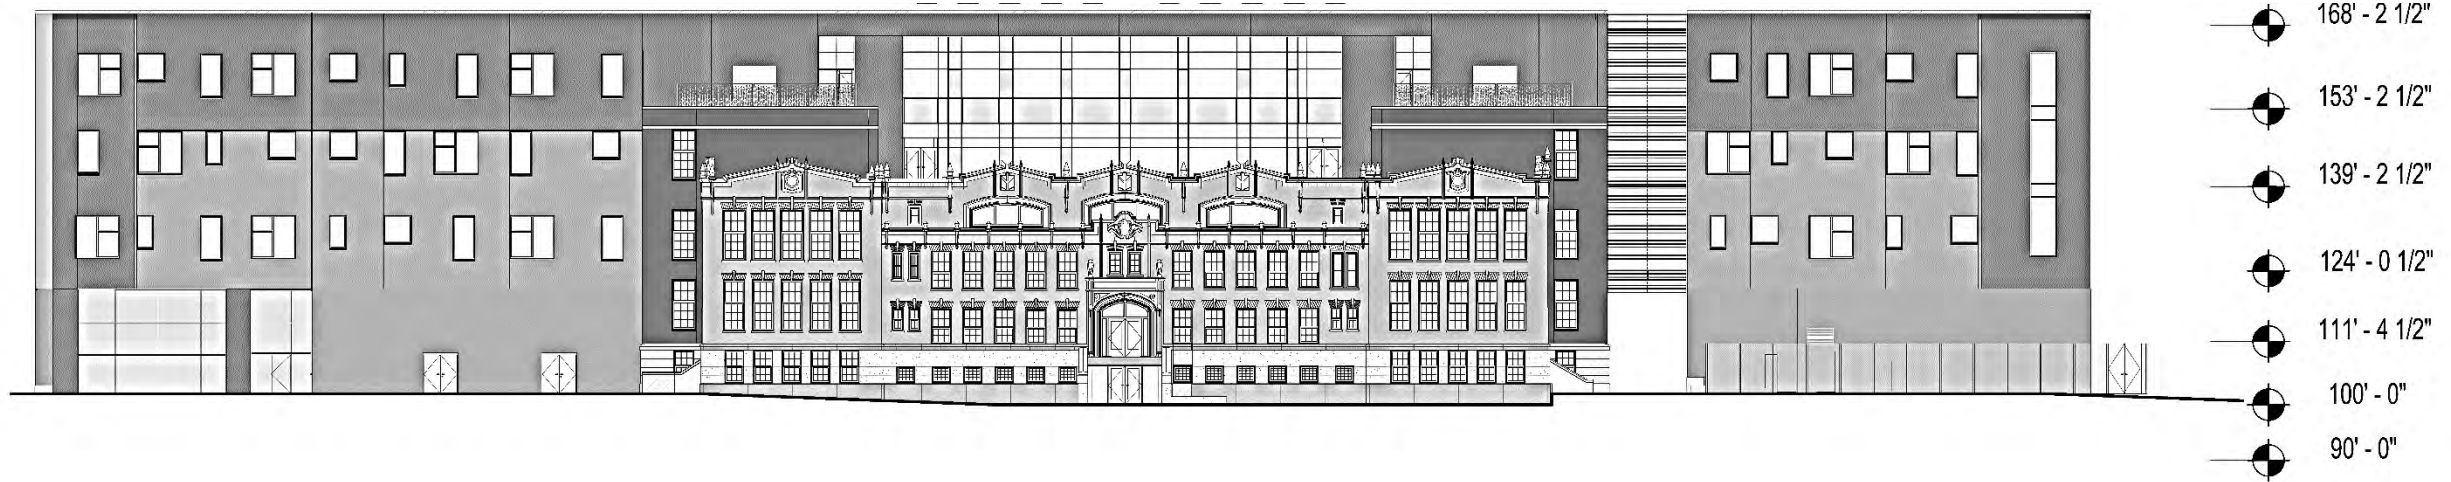 168' - 2 1/2"
153' - 2 1/2"
139' - 2 1/2"
124' - 0 1/2"
111' - 4 1/2"
100' - 0"
90' - 0"